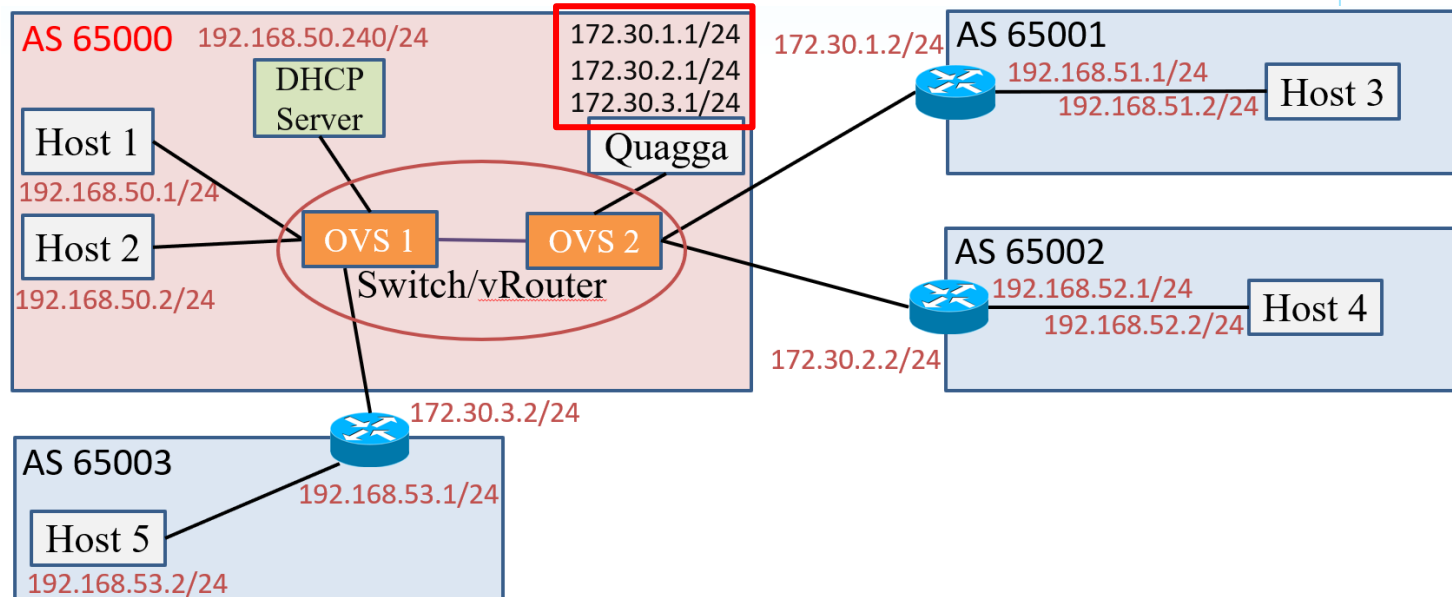 AS 65000
192.168.50.240/24
DHCP
Server
172.30.1.1/24
172.30.2.1/24
172.30.3.1/24
Quagga
Host 1
192.168.50.1/24
Host 2
192.168.50.2/24
OVS 1
OVS 2
Switch/vRouter
172.30.1.2/24
AS 65001
192.168.51.1/24
192.168.51.2/24
Host 3
AS 65002
192.168.52.1/24
192.168.52.2/24
Host 4
172.30.2.2/24
172.30.3.2/24
AS 65003
192.168.53.1/24
Host 5
192.168.53.2/24